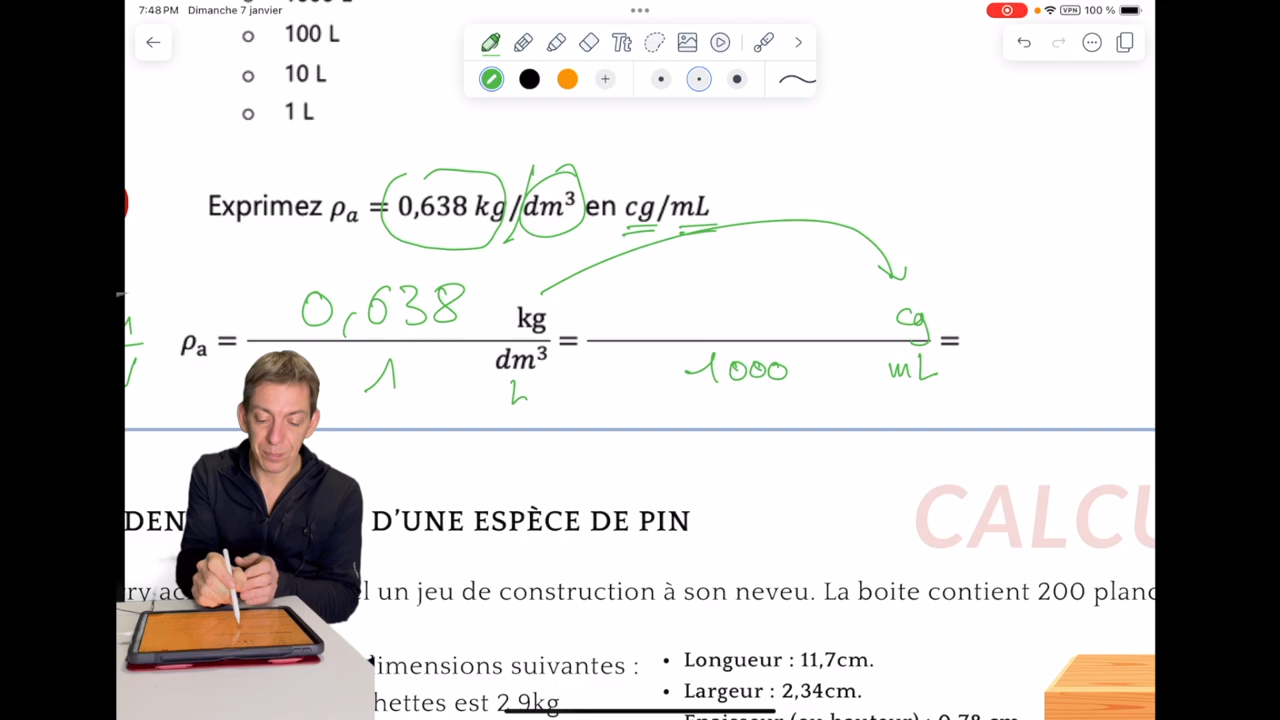 7:48 PM Dimanche 7 janvier
VPN 100 %
100 L
10 L
1 L
Exprimez ρₐ = 0,638 kg/dm³ en cg/mL
ρₐ = 0,638 kg / 1 dm³ = cg / 1000 mL =
L
D'UNE ESPÈCE DE PIN
CALCU
un jeu de construction à son neveu. La boite contient 200 planc
dimensions suivantes :
• Longueur : 11,7cm.
hettes est 2,9kg
• Largeur : 2,34cm.